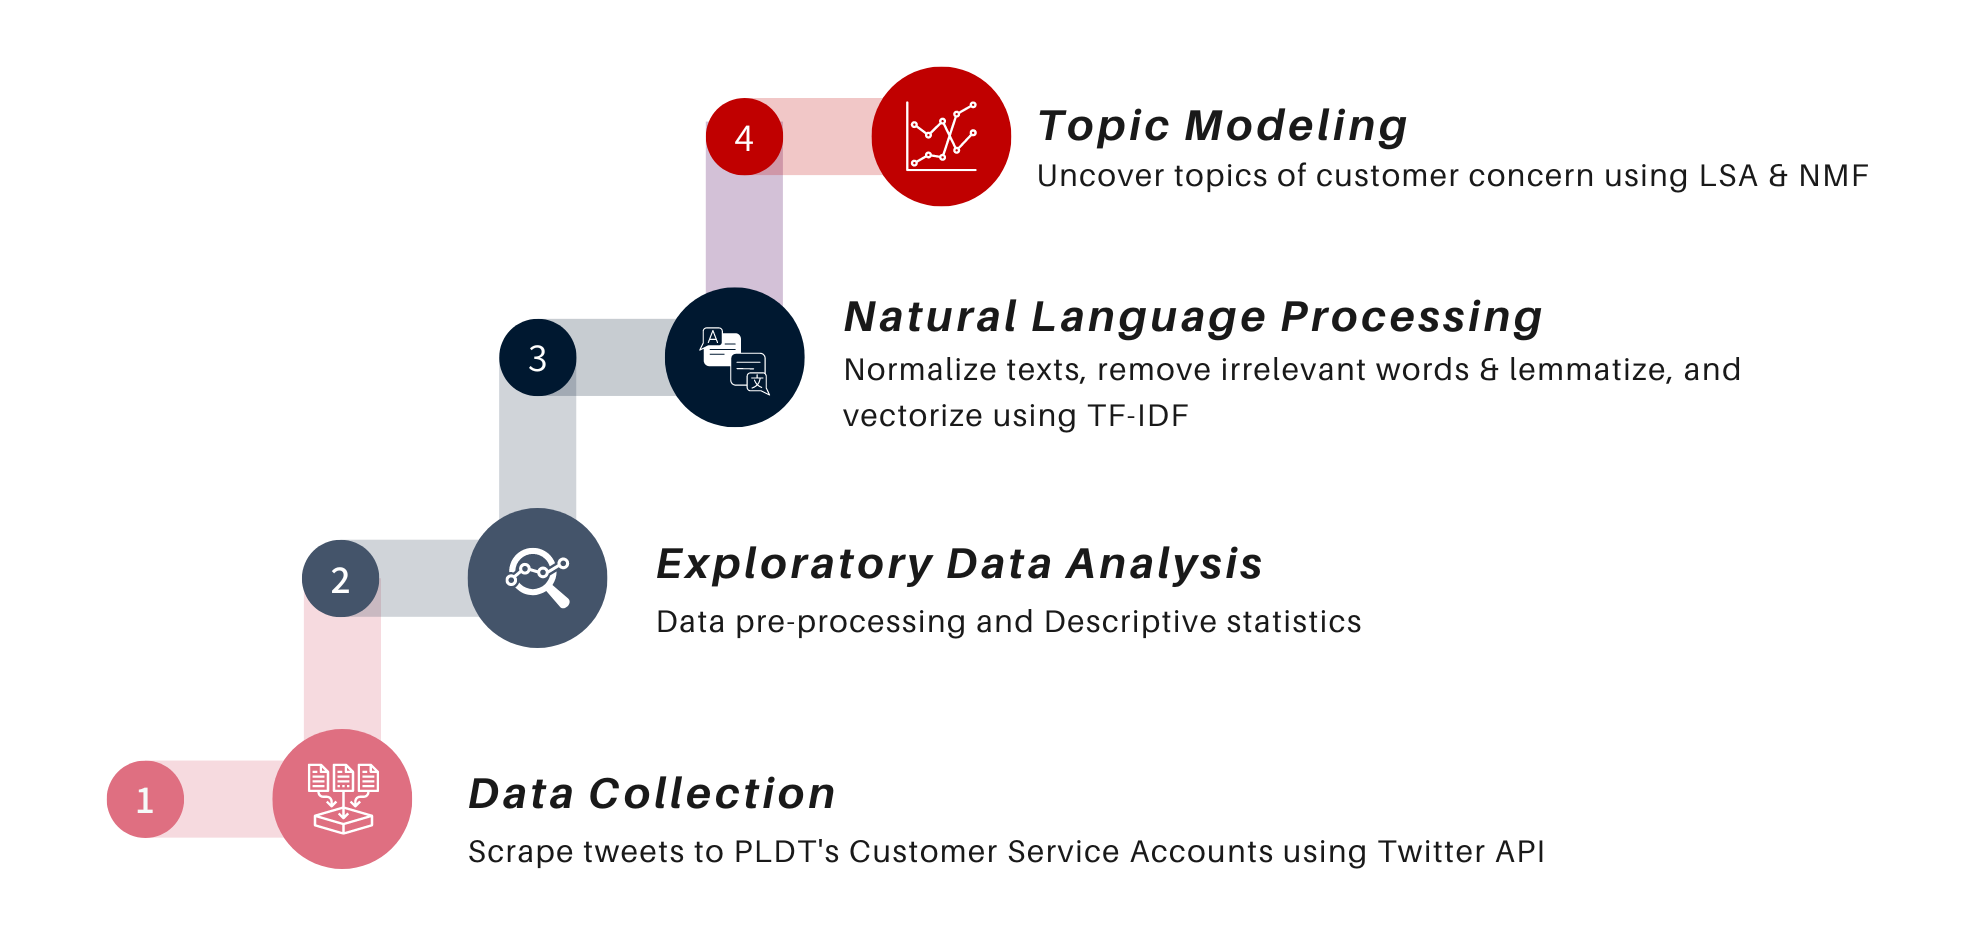 4
Topic Modeling
Uncover topics of customer concern using LSA & NMF
3
A
文
Natural Language Processing
Normalize texts, remove irrelevant words & lemmatize, and
vectorize using TF-IDF
2
Exploratory Data Analysis
Data pre-processing and Descriptive statistics
1
Data Collection
Scrape tweets to PLDT's Customer Service Accounts using Twitter API